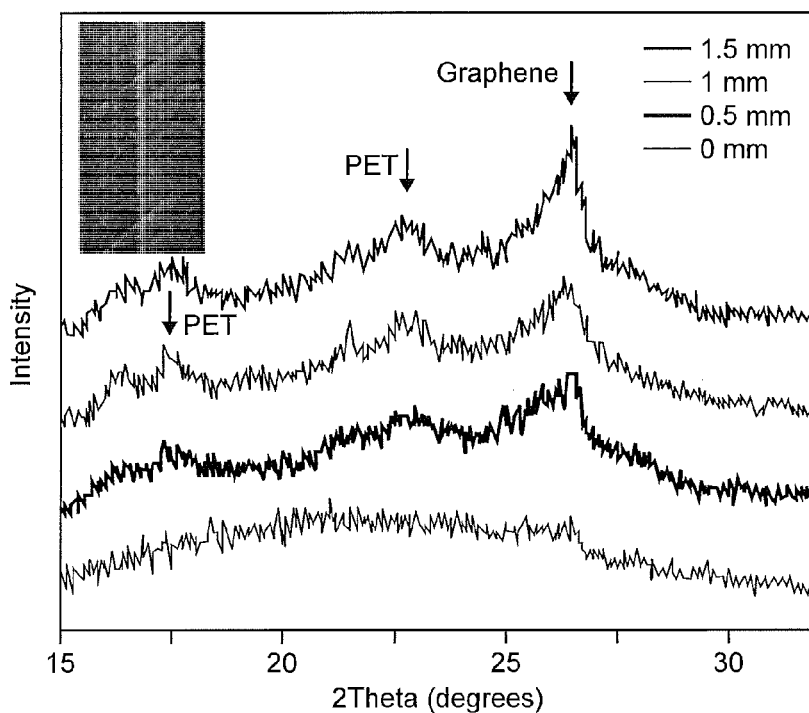 1.5 mm
1 mm
0.5 mm
0 mm
Graphene
PET
PET
Intensity
15 20 25 30
2Theta (degrees)